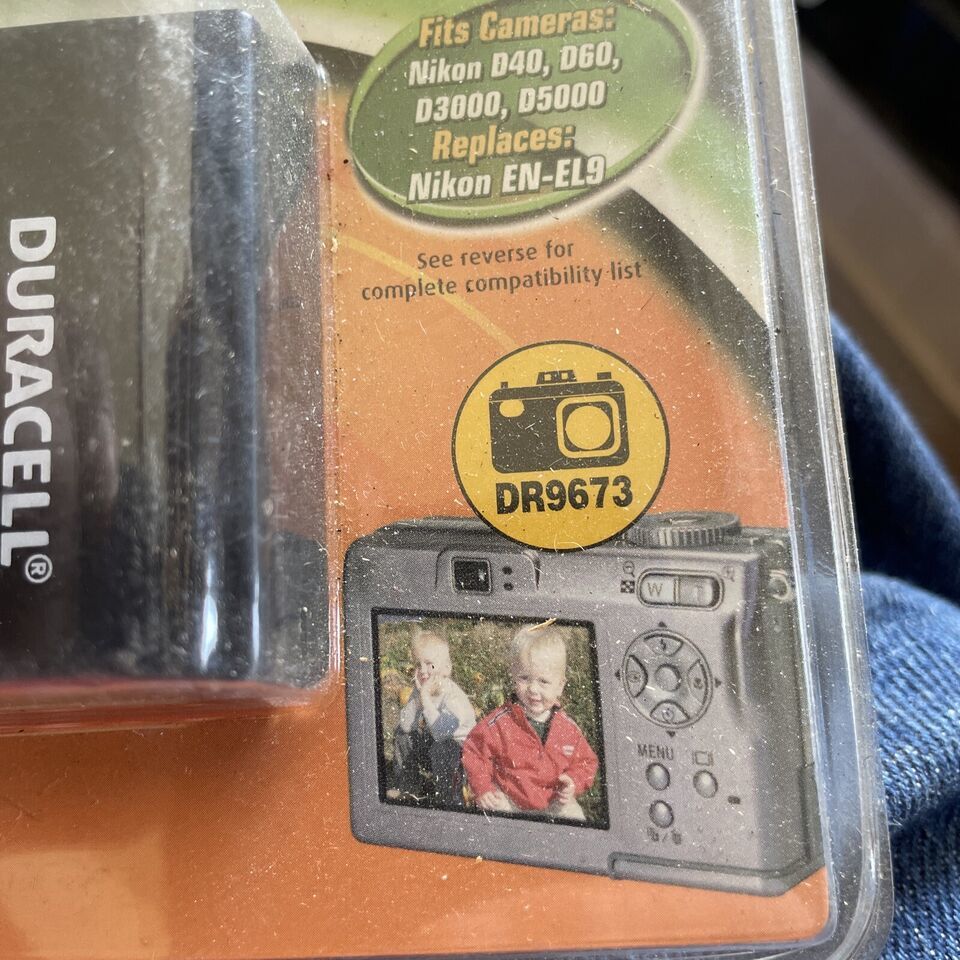 Fits Cameras:
Nikon D40, D60,
D3000, D5000
Replaces:
Nikon EN-EL9
See reverse for
complete compatibility list
DURACELL®
DR9673
W
MENU